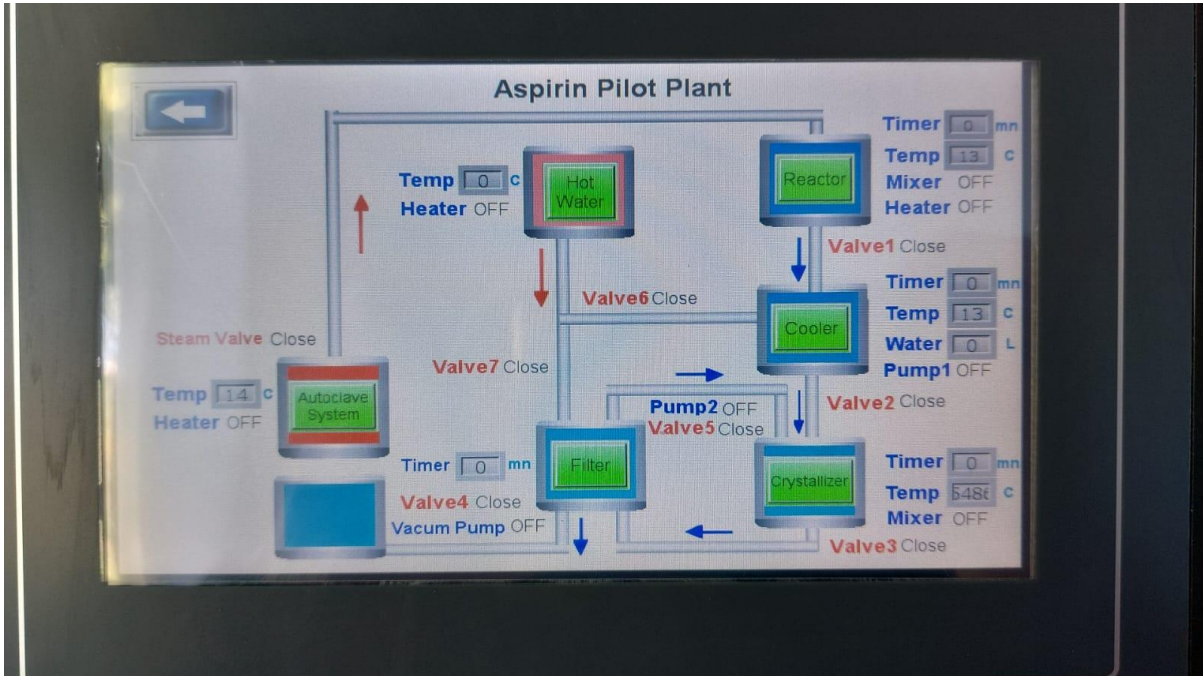 Aspirin Pilot Plant
Timer 0 mn
Temp 13 C
Mixer OFF
Heater OFF
Reactor
Temp 0 C
Heater OFF
Hot
Water
Valve1 Close
Timer 0 mn
Temp 13 C
Water 0 L
Pump1 OFF
Cooler
Valve6 Close
Steam Valve Close
Temp 14 C
Heater OFF
Autoclave
System
Valve7 Close
Pump2 OFF
Valve5 Close
Valve2 Close
Timer 0 mn
Filter
Valve4 Close
Vacum Pump OFF
Crystallizer
Timer 0 mn
Temp C
Mixer OFF
Valve3 Close